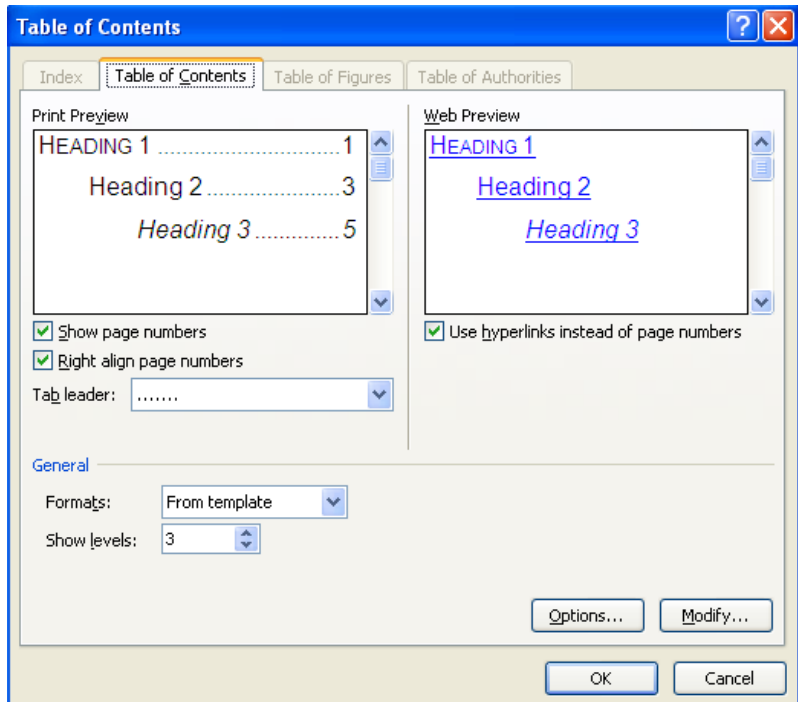 Table of Contents
Index
Table of Contents
Table of Figures
Table of Authorities
Print Preview
HEADING 1 ............................1
Heading 2......................3
Heading 3..............5
Show page numbers
Right align page numbers
Tab leader: .......
Web Preview
HEADING 1
Heading 2
Heading 3
Use hyperlinks instead of page numbers
General
Formats: From template
Show levels: 3
Options... Modify...
OK Cancel